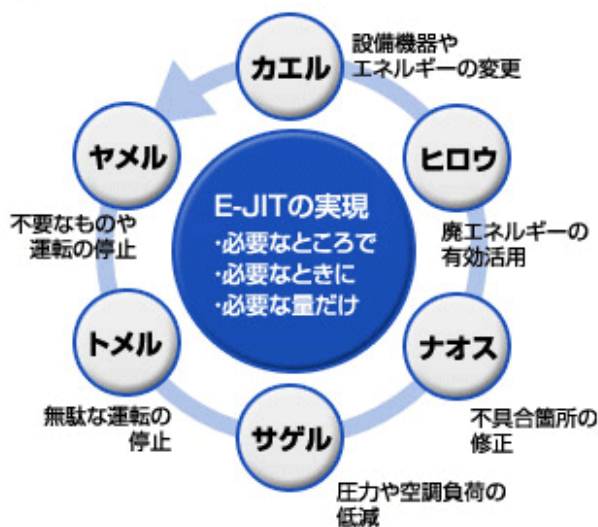 カエル
設備機器や
エネルギーの変更
ヒロウ
廃エネルギーの
有効活用
ナオス
不具合箇所の
修正
サゲル
圧力や空調負荷の
低減
トメル
無駄な運転の
停止
ヤメル
不要なものや
運転の停止
E-JITの実現
・必要なところで
・必要なときに
・必要な量だけ